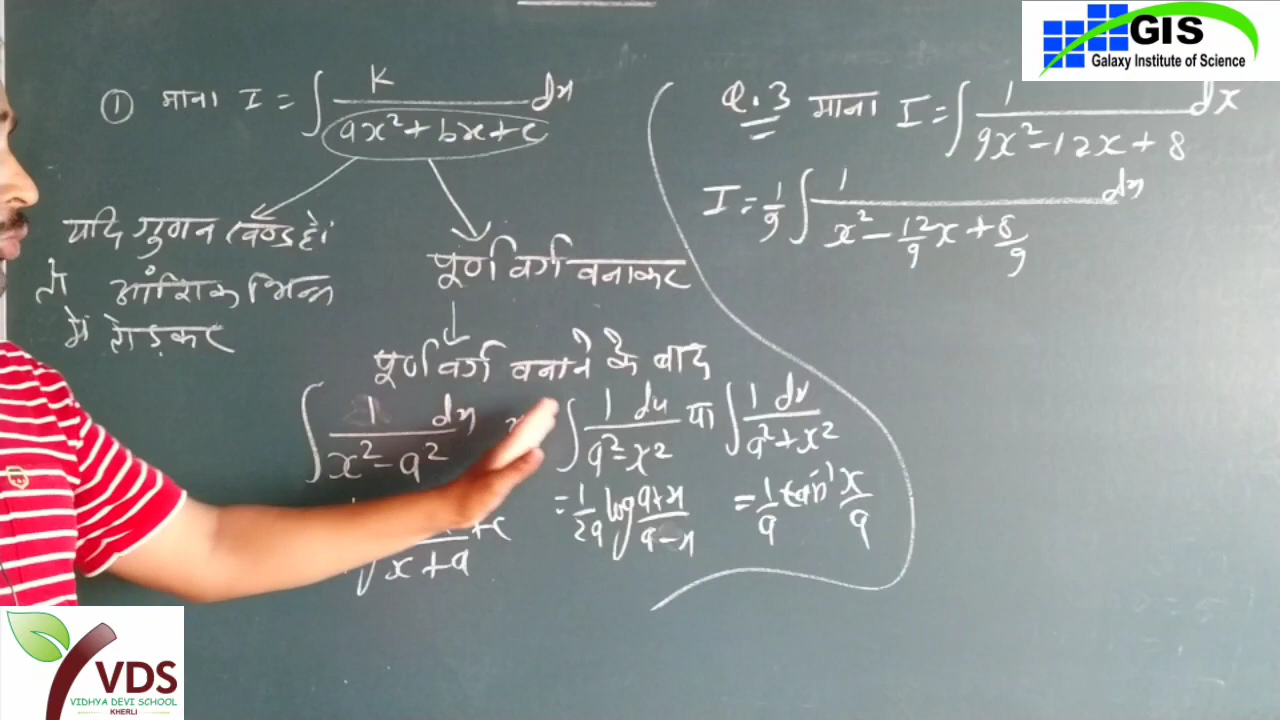 ① माना I = ∫ K/(ax² + bx + c) dx
यदि गुणन खण्ड है।
तो आंशिक भिन्न
में तोड़कर
पूर्ण वर्ग बनाकर
पूर्ण वर्ग बनाने के बाद
∫ 1/(x² - a²) dx ∫ 1/(a² - x²) dx या ∫ 1/(a² + x²) dx
x + a + c = 1/2a log (a+x)/(a-x) = 1/a tan⁻¹ x/a
Q.3 माना I = ∫ 1/(9x² - 12x + 8) dx
I = 1/9 ∫ 1/(x² - 12/9 x + 8/9) dx
GIS
Galaxy Institute of Science
VDS
VIDHYA DEVI SCHOOL
KHERLI